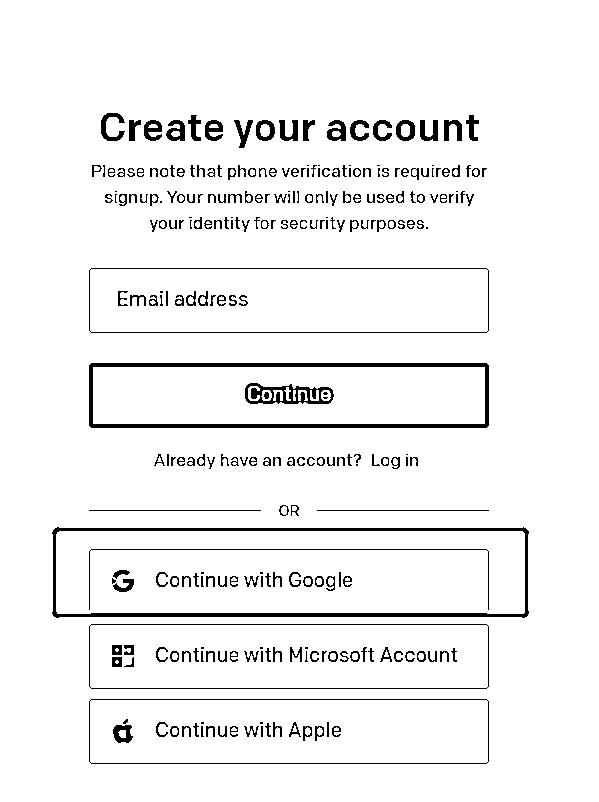 Create your account
Please note that phone verification is required for
signup. Your number will only be used to verify
your identity for security purposes.
Email address
Continue
Already have an account? Log in
OR
Continue with Google
Continue with Microsoft Account
Continue with Apple